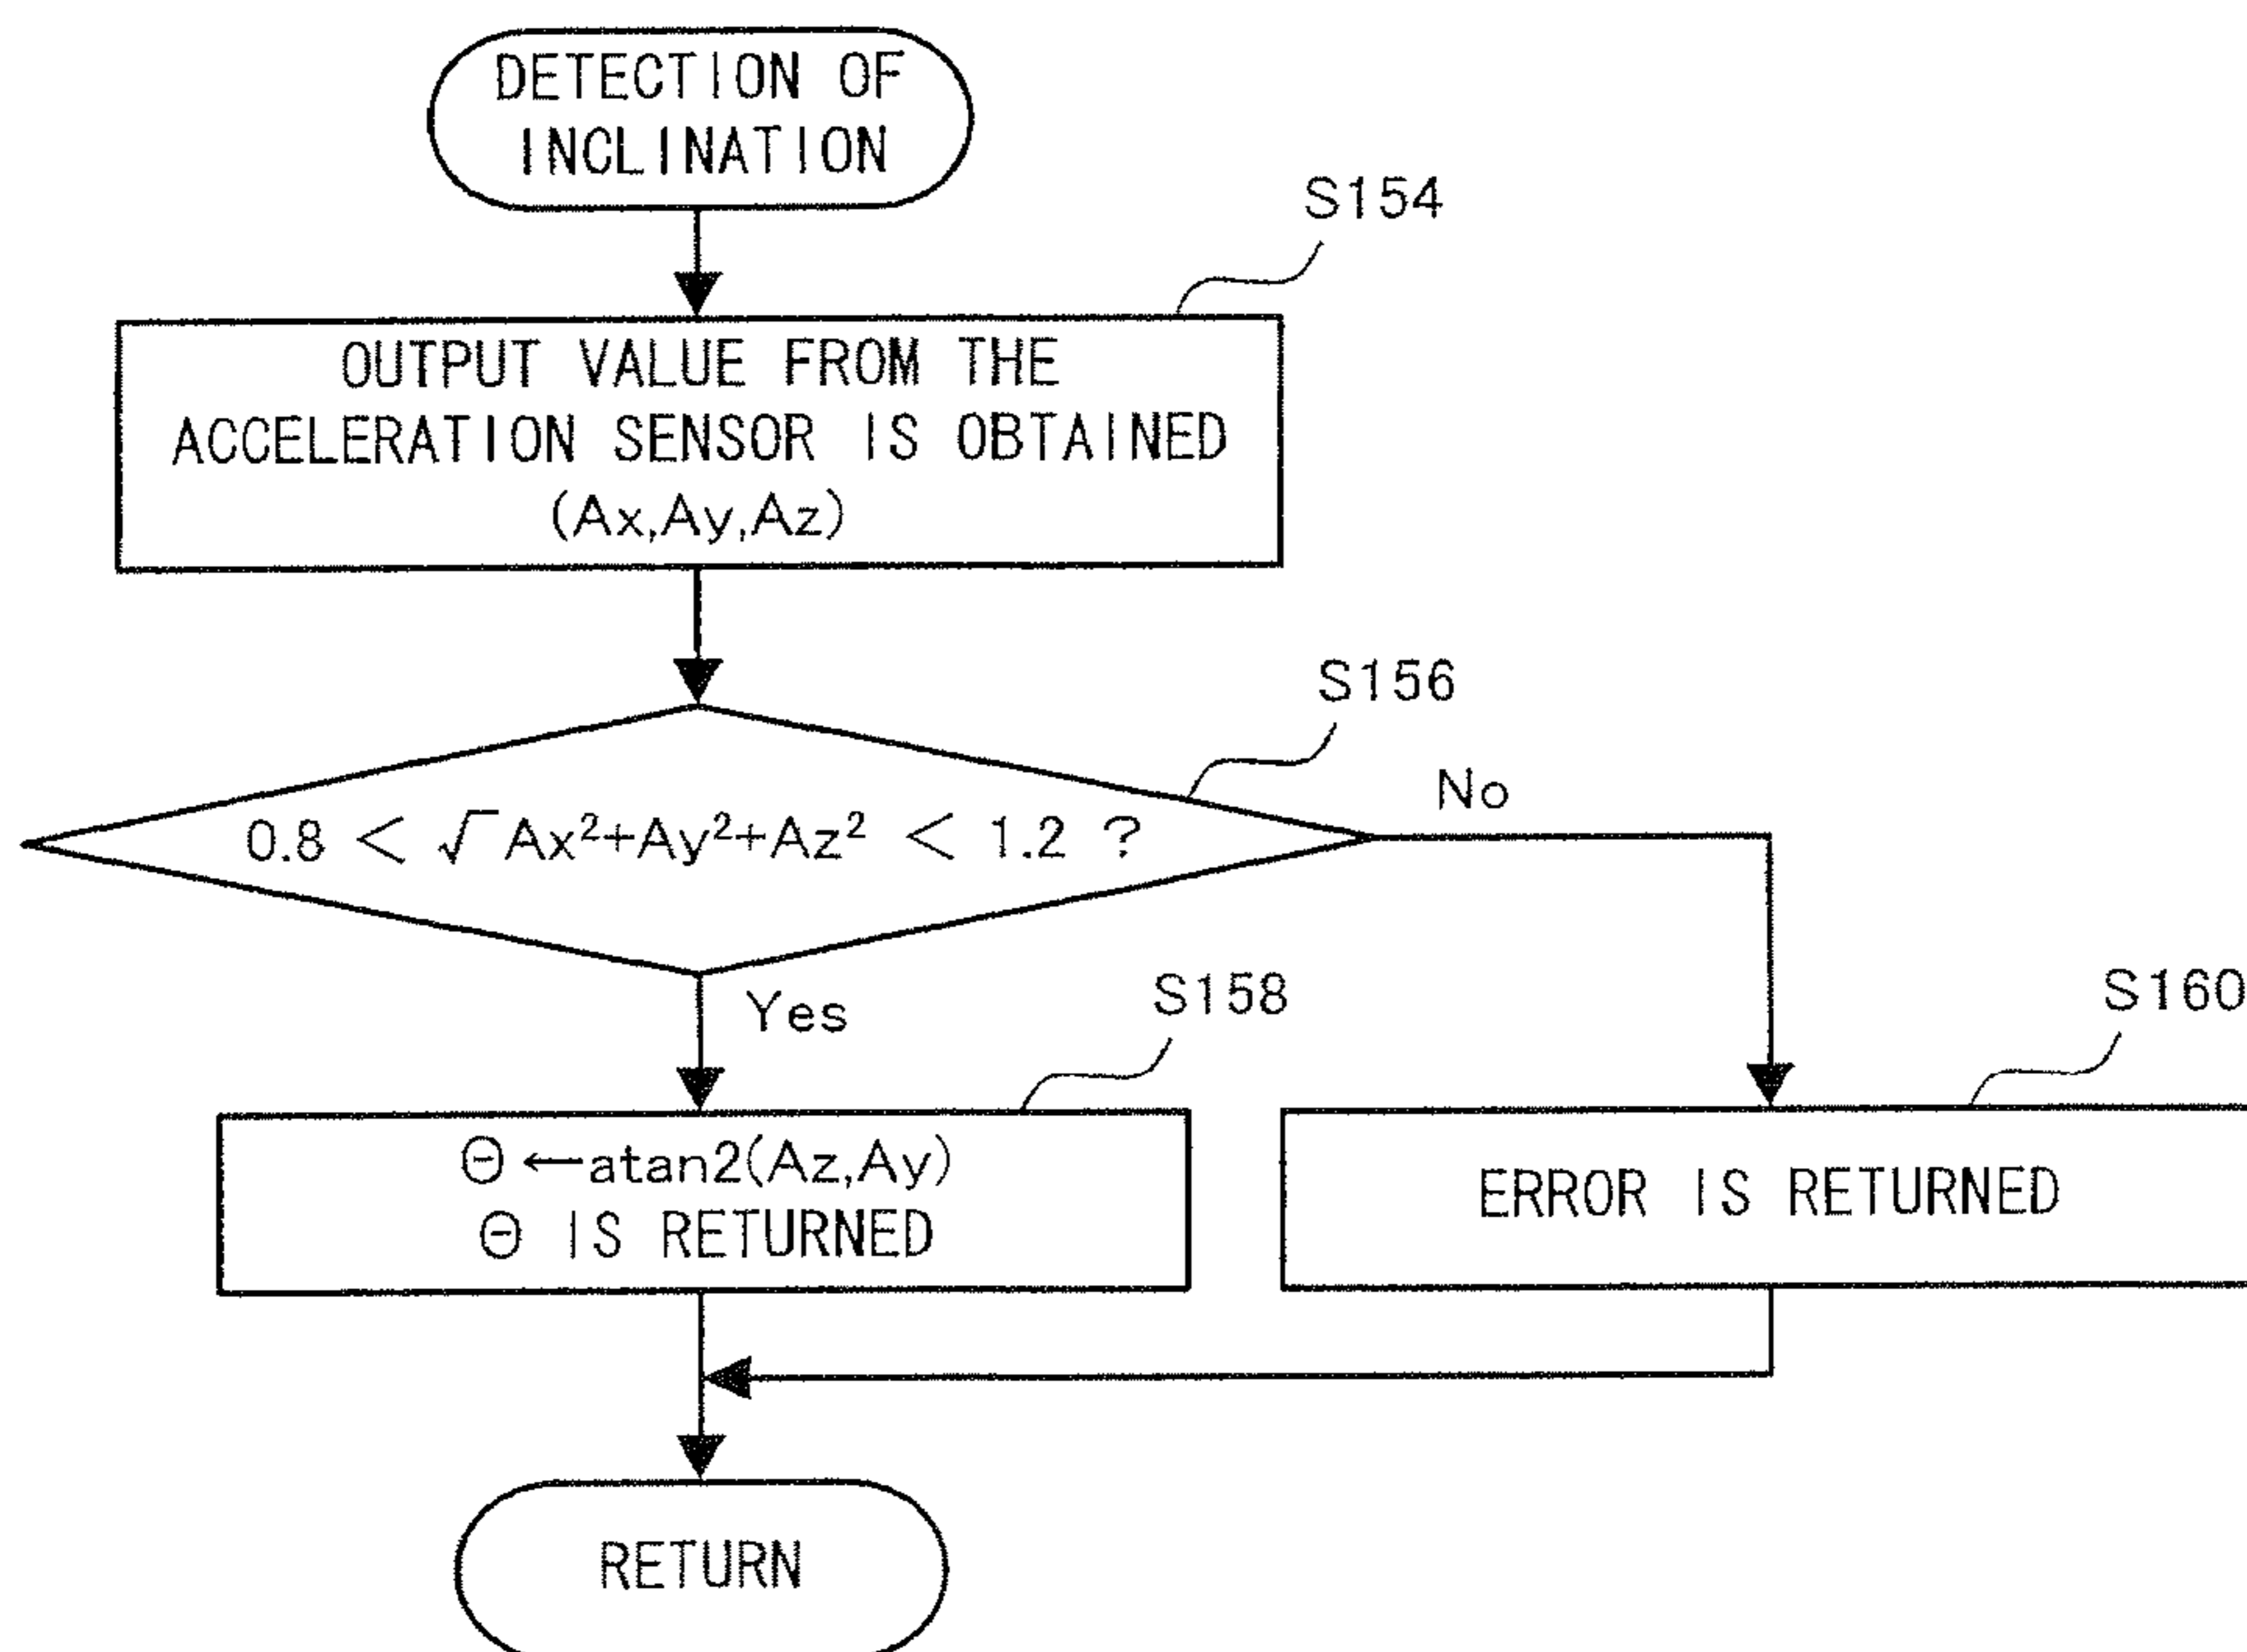 DETECTION OF
INCLINATION
S154
OUTPUT VALUE FROM THE
ACCELERATION SENSOR IS OBTAINED
(Ax,Ay,Az)
S156
0.8 < √Ax²+Ay²+Az² < 1.2 ?
No
Yes
S158
S160
Θ←atan2(Az,Ay)
Θ IS RETURNED
ERROR IS RETURNED
RETURN